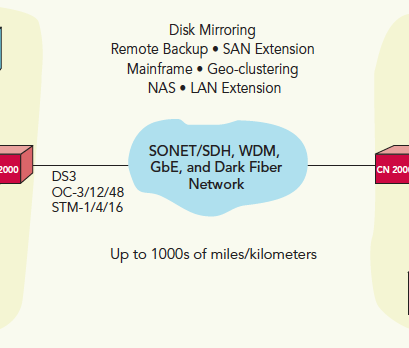 Disk Mirroring
Remote Backup • SAN Extension
Mainframe • Geo-clustering
NAS • LAN Extension
SONET/SDH, WDM,
GbE, and Dark Fiber
Network
2000
CN 200
DS3
OC-3/12/48
STM-1/4/16
Up to 1000s of miles/kilometers